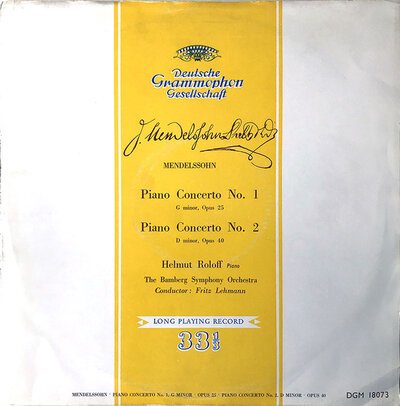 Deutsche
Grammophon
Gesellschaft
MENDELSSOHN
Piano Concerto No. 1
G minor, Opus 25
Piano Concerto No. 2
D minor, Opus 40
Helmut Roloff Piano
The Bamberg Symphony Orchestra
Conductor: Fritz Lehmann
LONG PLAYING RECORD
33⅓
MENDELSSOHN · PIANO CONCERTO No. 1, G MINOR · OPUS 25 · PIANO CONCERTO No. 2, D MINOR · OPUS 40
DGM 18073